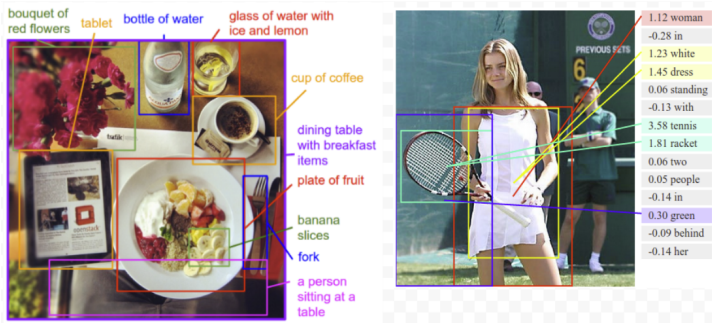 bouquet of
red flowers
tablet
bottle of water
glass of water with
ice and lemon
cup of coffee
dining table
with breakfast
items
plate of fruit
banana
slices
fork
a person
sitting at a
table
PREVIOUS SETS
6
1.12 woman
-0.28 in
1.23 white
1.45 dress
0.06 standing
-0.13 with
3.58 tennis
1.81 racket
0.06 two
0.05 people
-0.14 in
0.30 green
-0.09 behind
-0.14 her